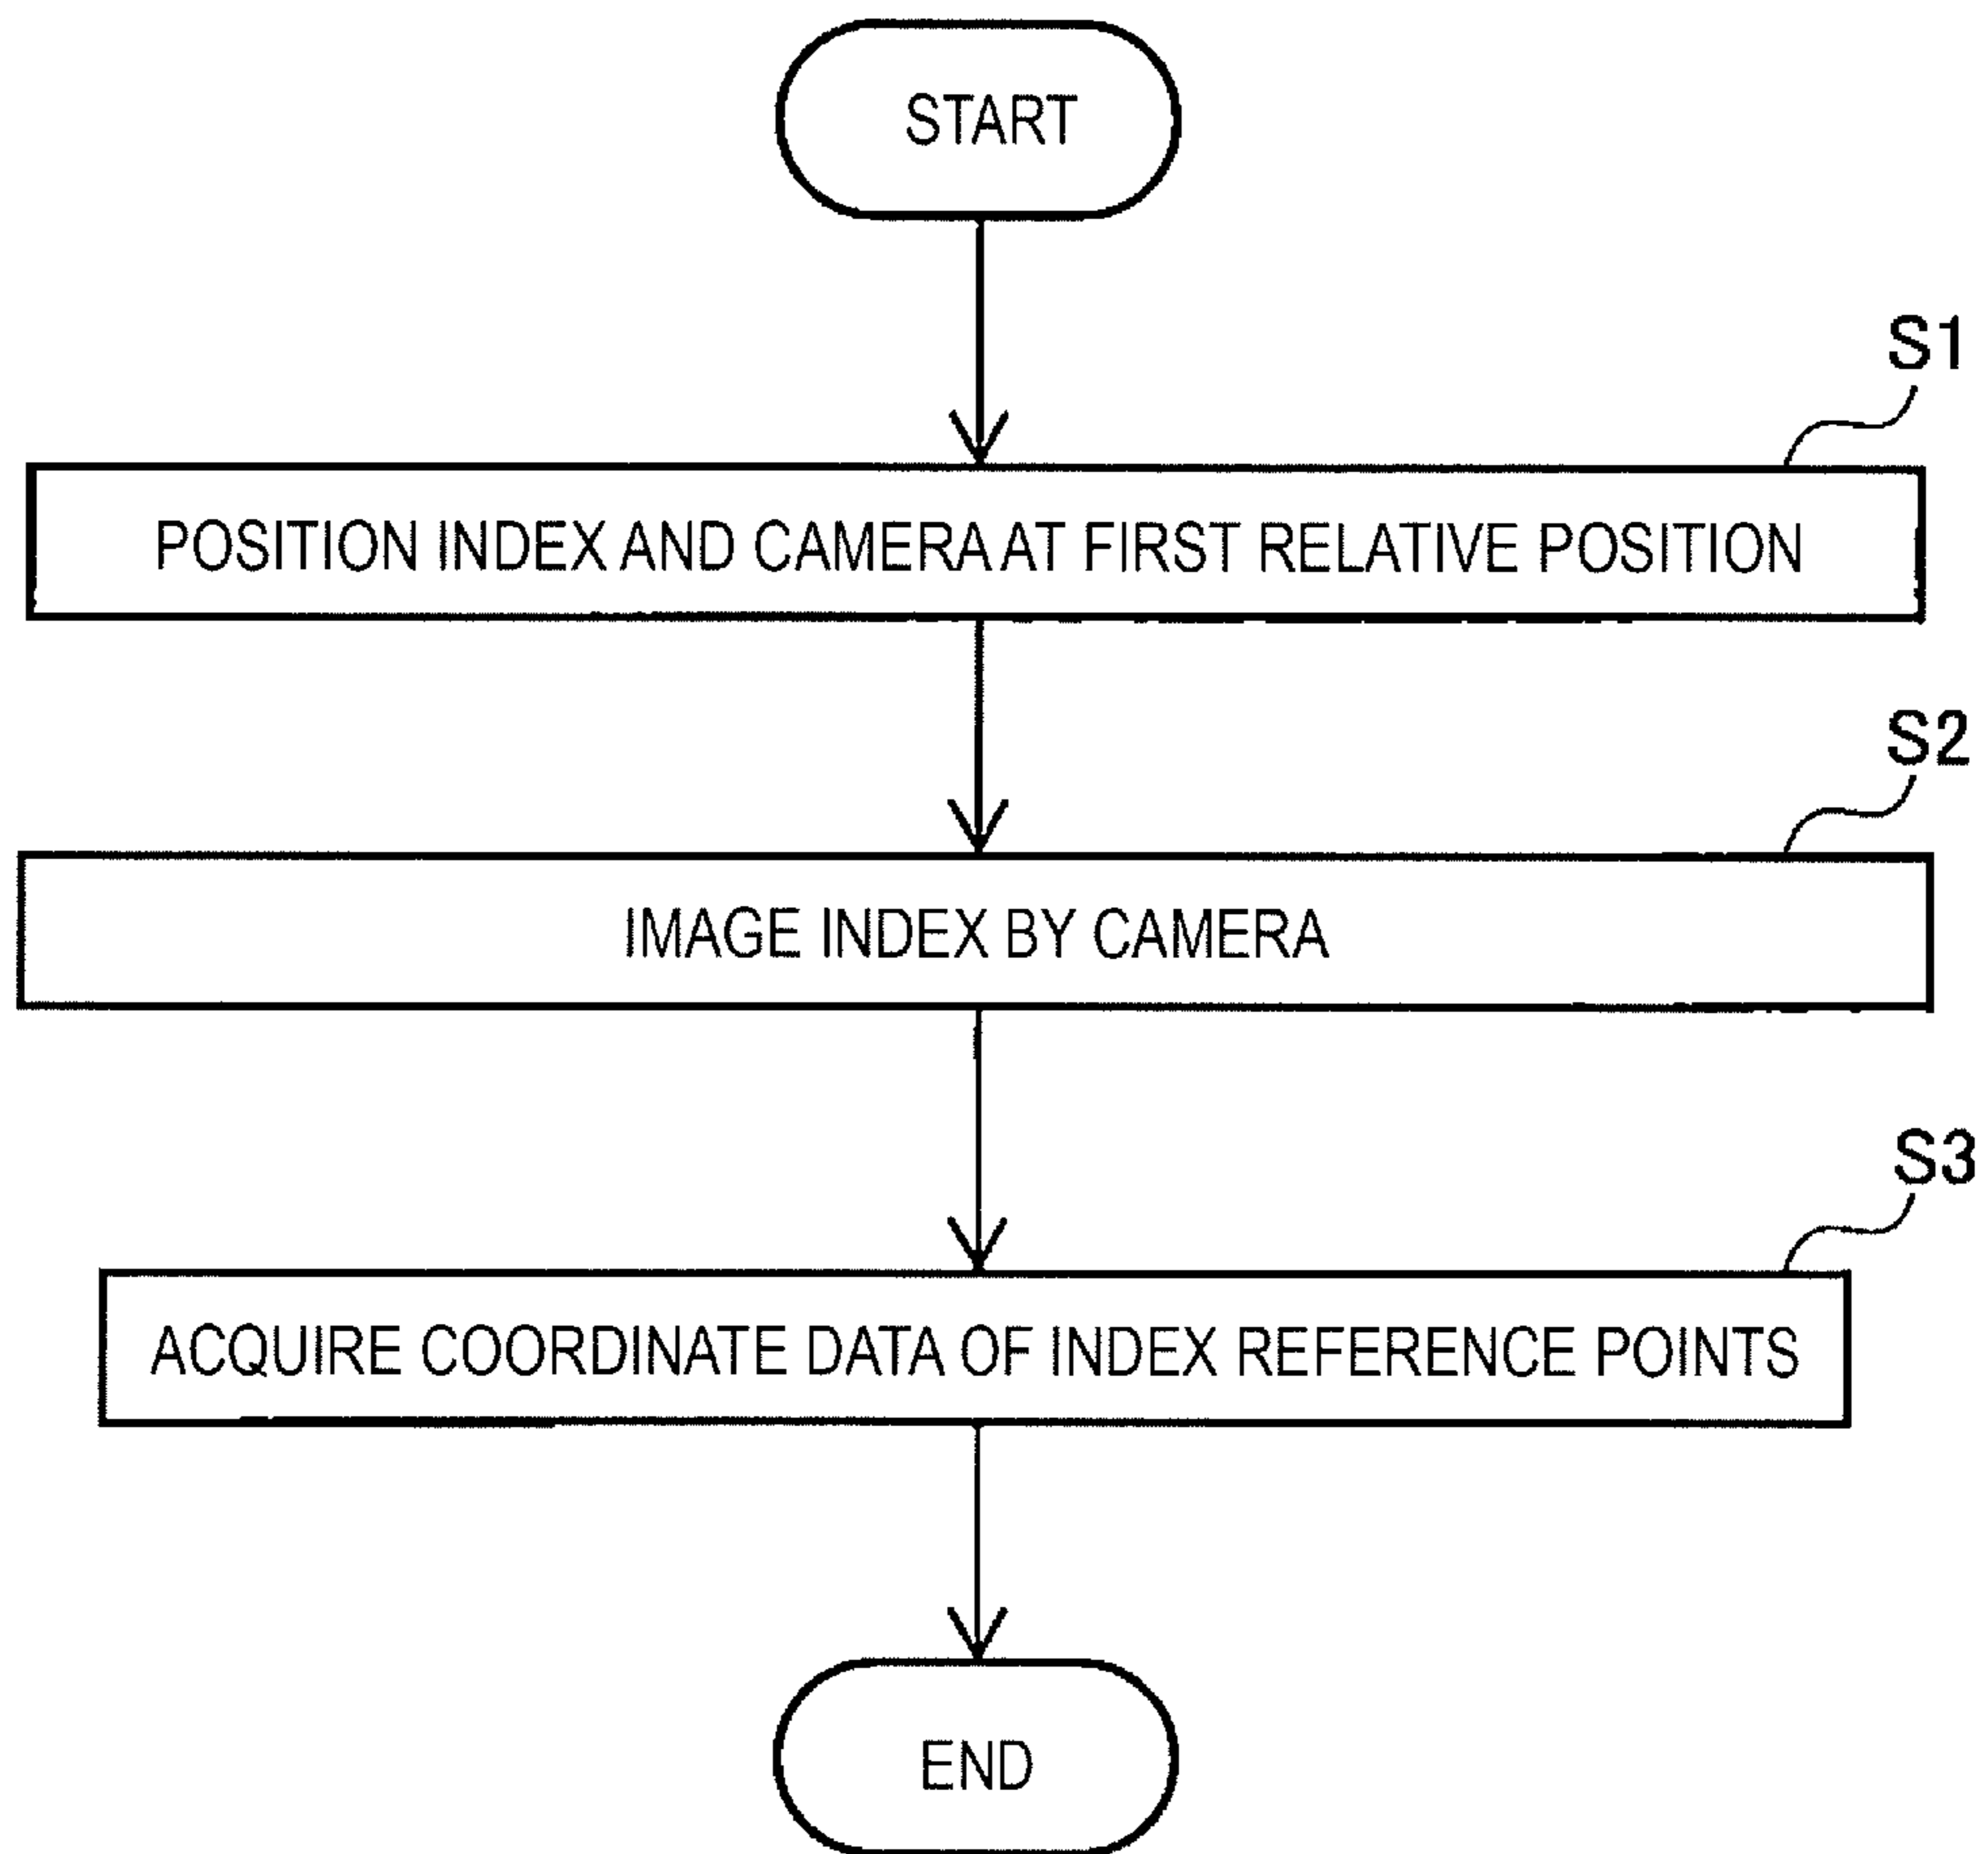 START
S1
POSITION INDEX AND CAMERA AT FIRST RELATIVE POSITION
S2
IMAGE INDEX BY CAMERA
S3
ACQUIRE COORDINATE DATA OF INDEX REFERENCE POINTS
END